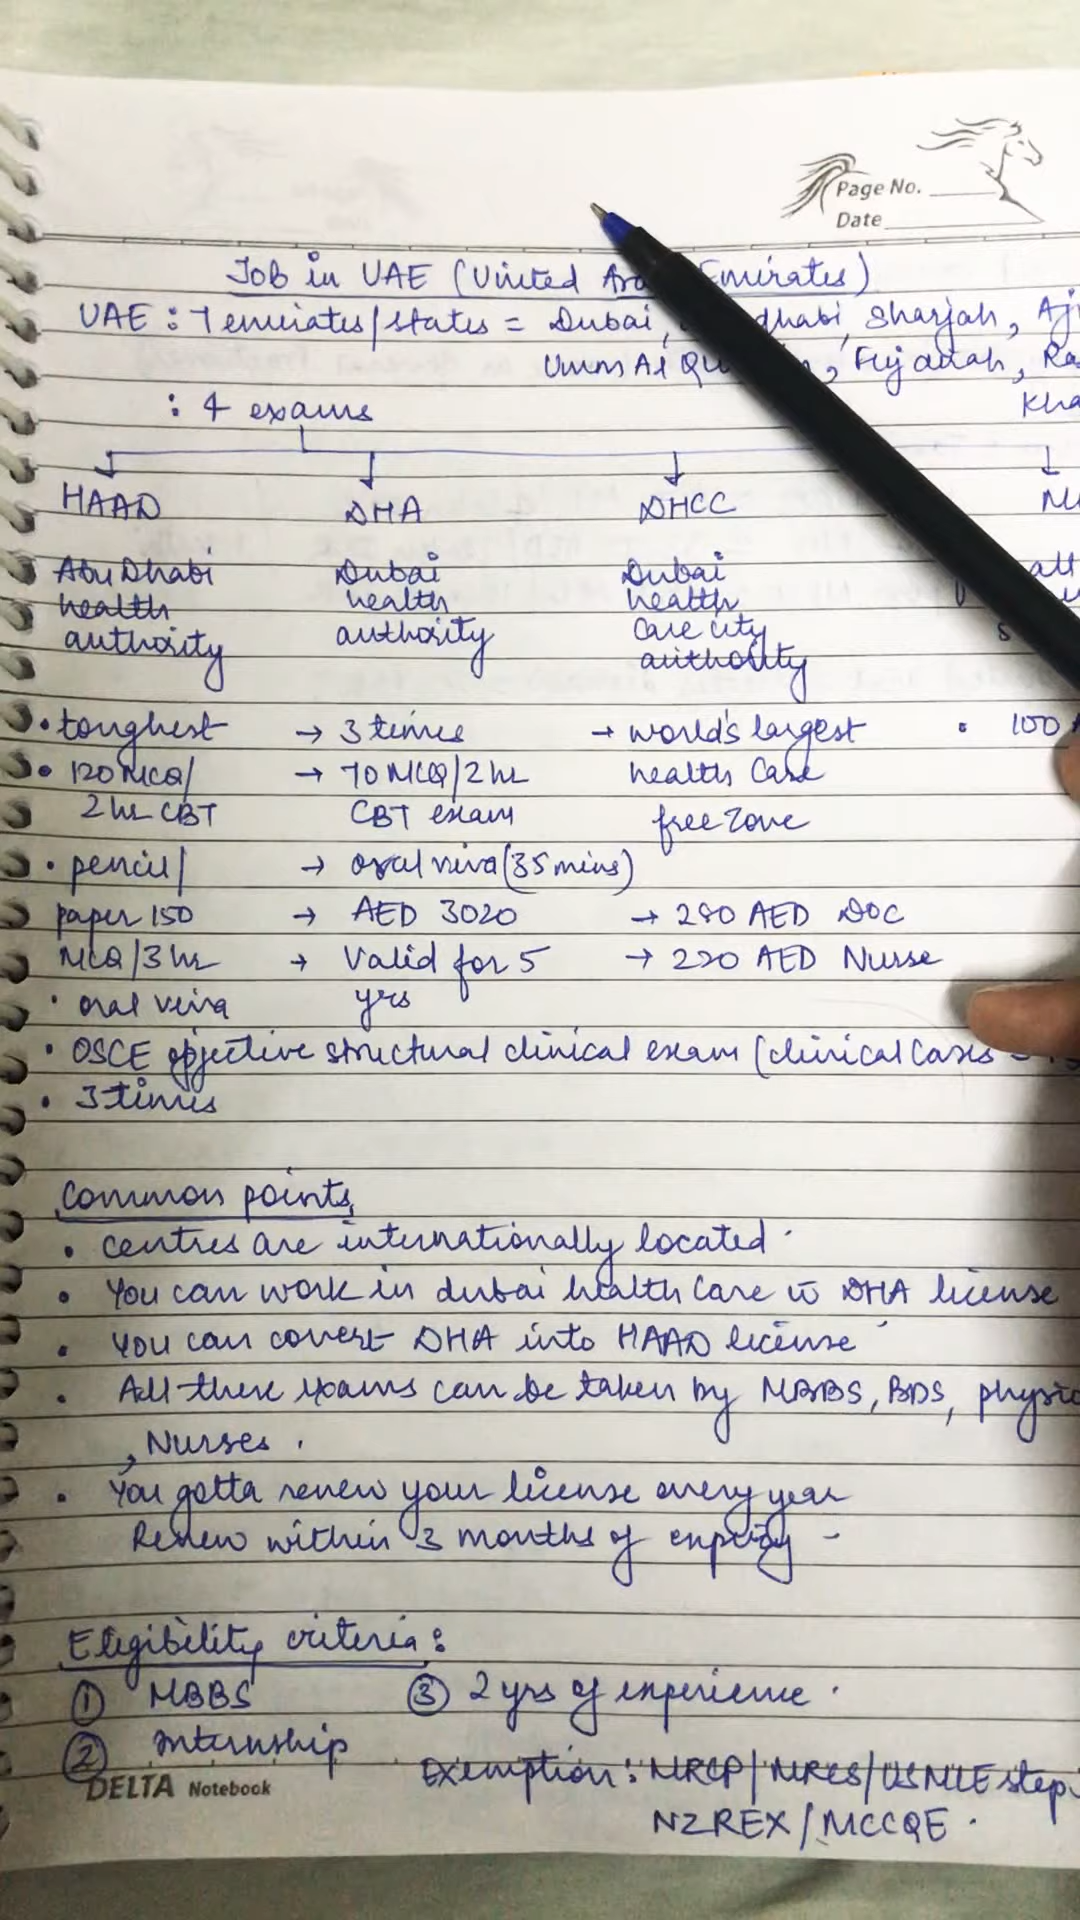 Page No.
Date
Job in UAE (United Emirates)
UAE : 7 emirates/states = Dubai, dhabi, Sharjah, Aj
Umm Al Qu , Fujairah, Ra
: 4 exams
Kha
HAAD DHA DHCC
Abu Dhabi Dubai Dubai
health health health
authority authority Care city
authority
• toughest → 3 times → world's largest • 100
• 120 MCQ/ → 70 MCQ/2 hr health Care
2 hr CBT CBT exam free zone
• pencil/ → oral viva (35 mins)
paper 150 → AED 3020 → 280 AED DOC
MCQ/3 hr → Valid for 5 → 220 AED Nurse
• oral viva yrs
• OSCE objective structural clinical exam (clinical cases
• 3 times
Common points
• centres are internationally located.
• You can work in dubai health Care w̄ DHA license
• You can covert DHA into HAAD license
• All these exams can be taken by MBBS, BDS, physio
, Nurses.
• You gotta renew your license every year
Renew within 3 months of expiry -
Eligibility criteria:
① MBBS ③ 2 yrs of experience.
② Internship
Exemption: MRCP/MRCS/USMLE step
DELTA Notebook
NZREX/MCCQE.